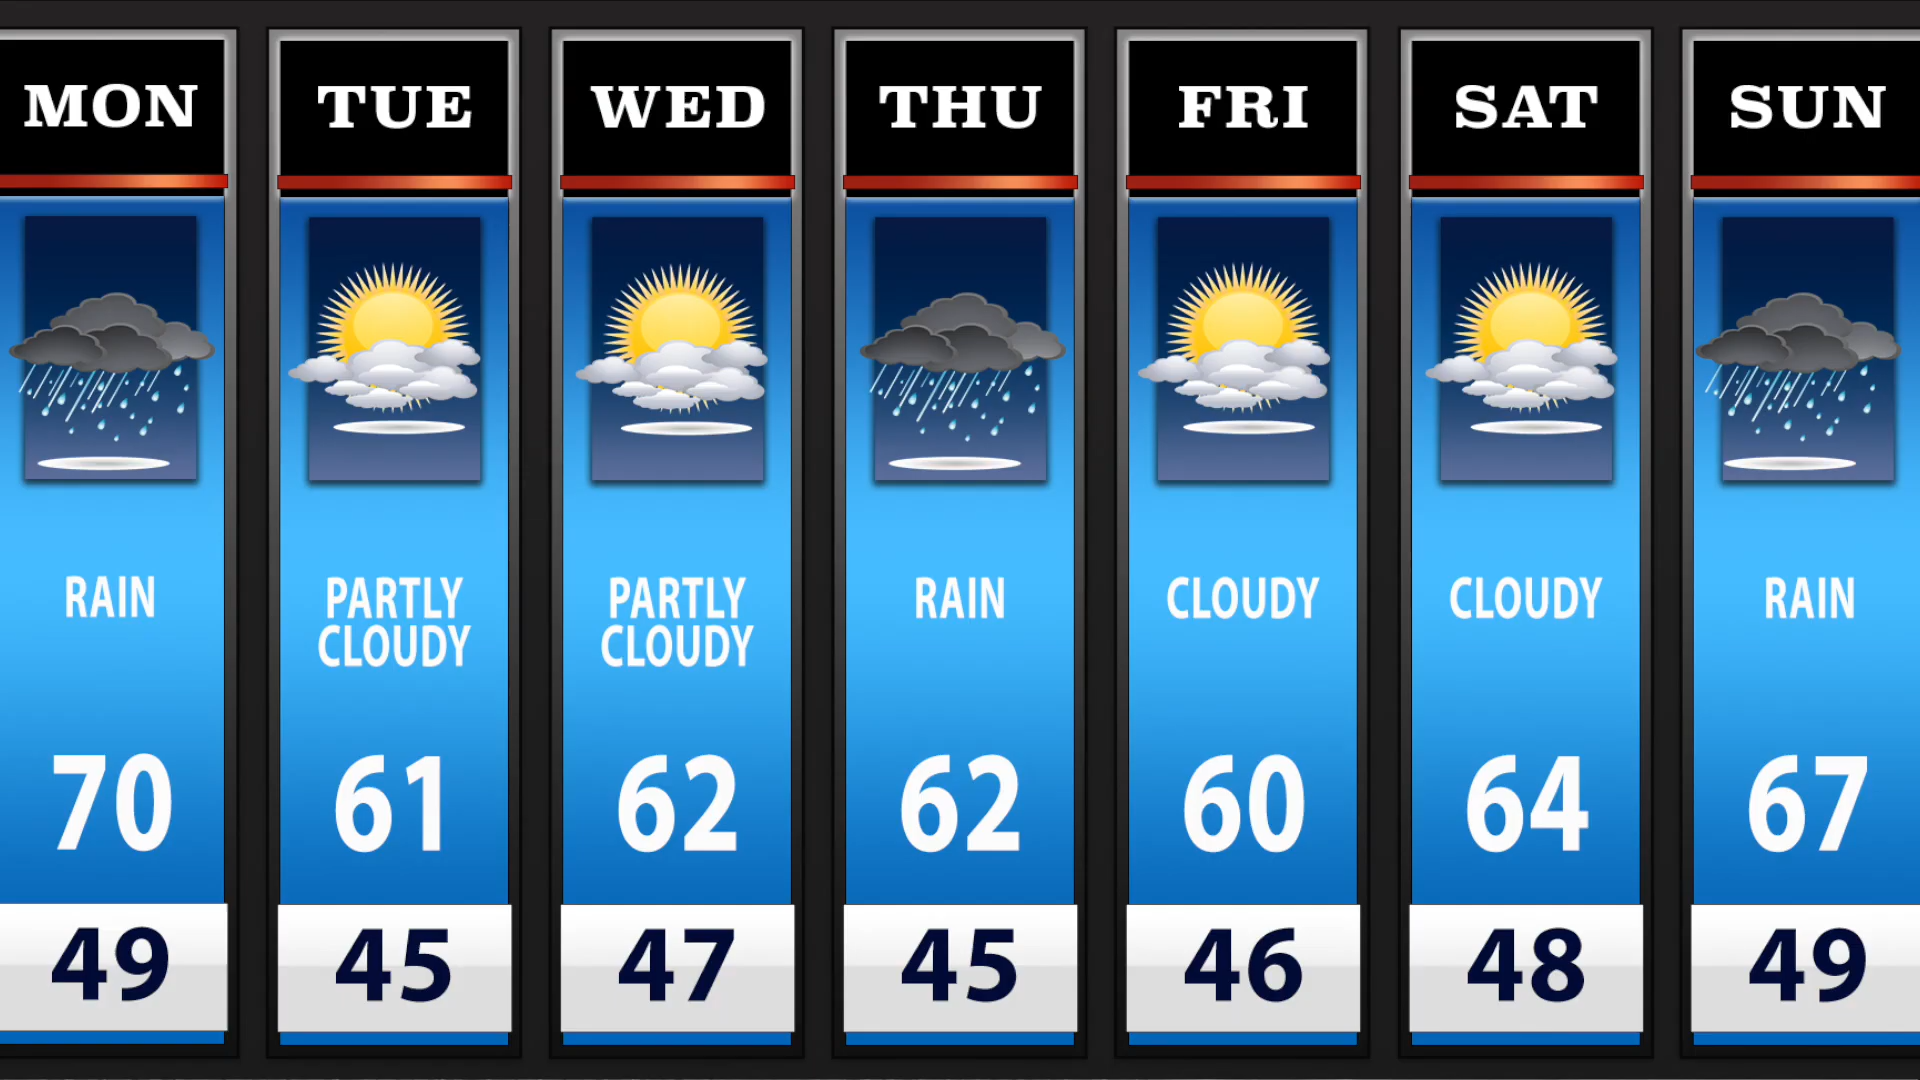 MON
TUE
WED
THU
FRI
SAT
SUN
RAIN
PARTLY
CLOUDY
PARTLY
CLOUDY
RAIN
CLOUDY
CLOUDY
RAIN
70
61
62
62
60
64
67
49
45
47
45
46
48
49